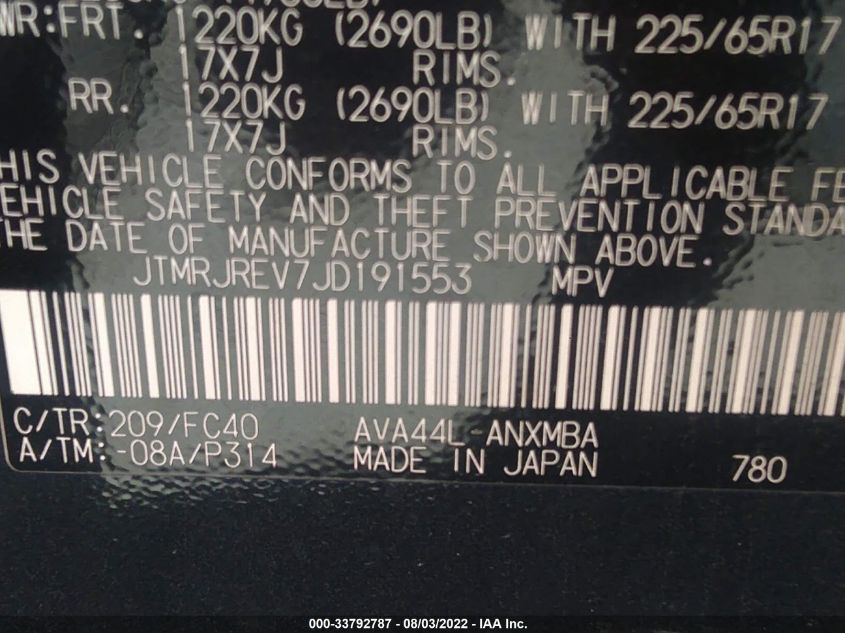 WR:FRT. 1220KG (2690LB) WITH 225/65R17
17X7J RIMS.
RR. 1220KG (2690LB) WITH 225/65R17
17X7J RIMS.
HIS VEHICLE CONFORMS TO ALL APPLICABLE FE
EHICLE SAFETY AND THEFT PREVENTION STANDA
THE DATE OF MANUFACTURE SHOWN ABOVE.
JTMRJREV7JD191553 MPV
C/TR:209/FC40 AVA44L-ANXMBA
A/TM:-08A/P314 MADE IN JAPAN 780
000-33792787 - 08/03/2022 - IAA Inc.